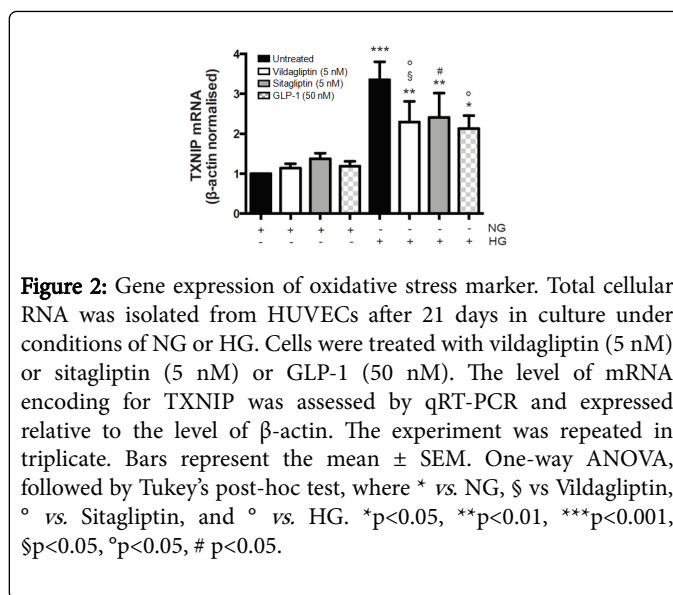 TXNIP mRNA
(β-actin normalised)
4
3
2
1
0
Untreated
Vildagliptin (5 nM)
Sitagliptin (5 nM)
GLP-1 (50 nM)
***
°
§
**
#
**
°
*
+ + + + - - - - NG
- - - - + + + + HG
Figure 2: Gene expression of oxidative stress marker. Total cellular
RNA was isolated from HUVECs after 21 days in culture under
conditions of NG or HG. Cells were treated with vildagliptin (5 nM)
or sitagliptin (5 nM) or GLP-1 (50 nM). The level of mRNA
encoding for TXNIP was assessed by qRT-PCR and expressed
relative to the level of β-actin. The experiment was repeated in
triplicate. Bars represent the mean ± SEM. One-way ANOVA,
followed by Tukey's post-hoc test, where * vs. NG, § vs Vildagliptin,
° vs. Sitagliptin, and ° vs. HG. *p<0.05, **p<0.01, ***p<0.001,
§p<0.05, °p<0.05, # p<0.05.